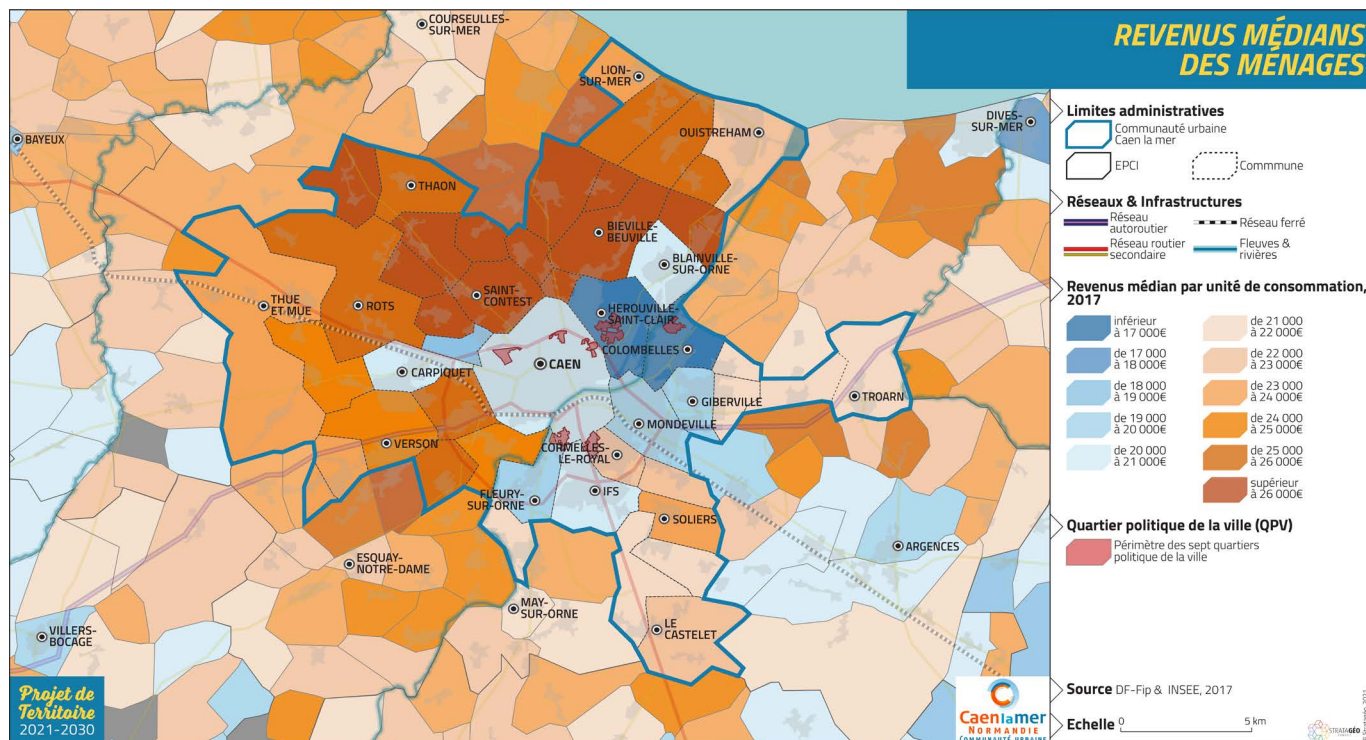 REVENUS MÉDIANS
DES MÉNAGES
Limites administratives
Communauté urbaine
Caen la mer
EPCI
Commmune
Réseaux & Infrastructures
Réseau
autoroutier
Réseau ferré
Réseau routier
secondaire
Fleuves &
rivières
Revenus médian par unité de consommation,
2017
inférieur
à 17 000€
de 17 000
à 18 000€
de 18 000
à 19 000€
de 19 000
à 20 000€
de 20 000
à 21 000€
de 21 000
à 22 000€
de 22 000
à 23 000€
de 23 000
à 24 000€
de 24 000
à 25 000€
de 25 000
à 26 000€
supérieur
à 26 000€
Quartier politique de la ville (QPV)
Périmètre des sept quartiers
politique de la ville
Source DF-Fip & INSEE, 2017
Echelle 0 5 km
STRATAGÉO
COURSEULLES-
SUR-MER
LION-
SUR-MER
OUISTREHAM
DIVES-
SUR-MER
BAYEUX
THAON
BIEVILLE-
BEUVILLE
BLAINVILLE-
SUR-ORNE
THUE
ET MUE
ROTS
SAINT-
CONTEST
HEROUVILLE-
SAINT-CLAIR
COLOMBELLES
CARPIQUET
CAEN
GIBERVILLE
TROARN
MONDEVILLE
VERSON
CORMELLES-
LE-ROYAL
FLEURY-
SUR-ORNE
IFS
SOLIERS
ARGENCES
ESQUAY-
NOTRE-DAME
MAY-
SUR-ORNE
LE
CASTELET
VILLERS-
BOCAGE
Projet de
Territoire
2021-2030
Caen la mer
NORMANDIE
COMMUNAUTÉ URBAINE